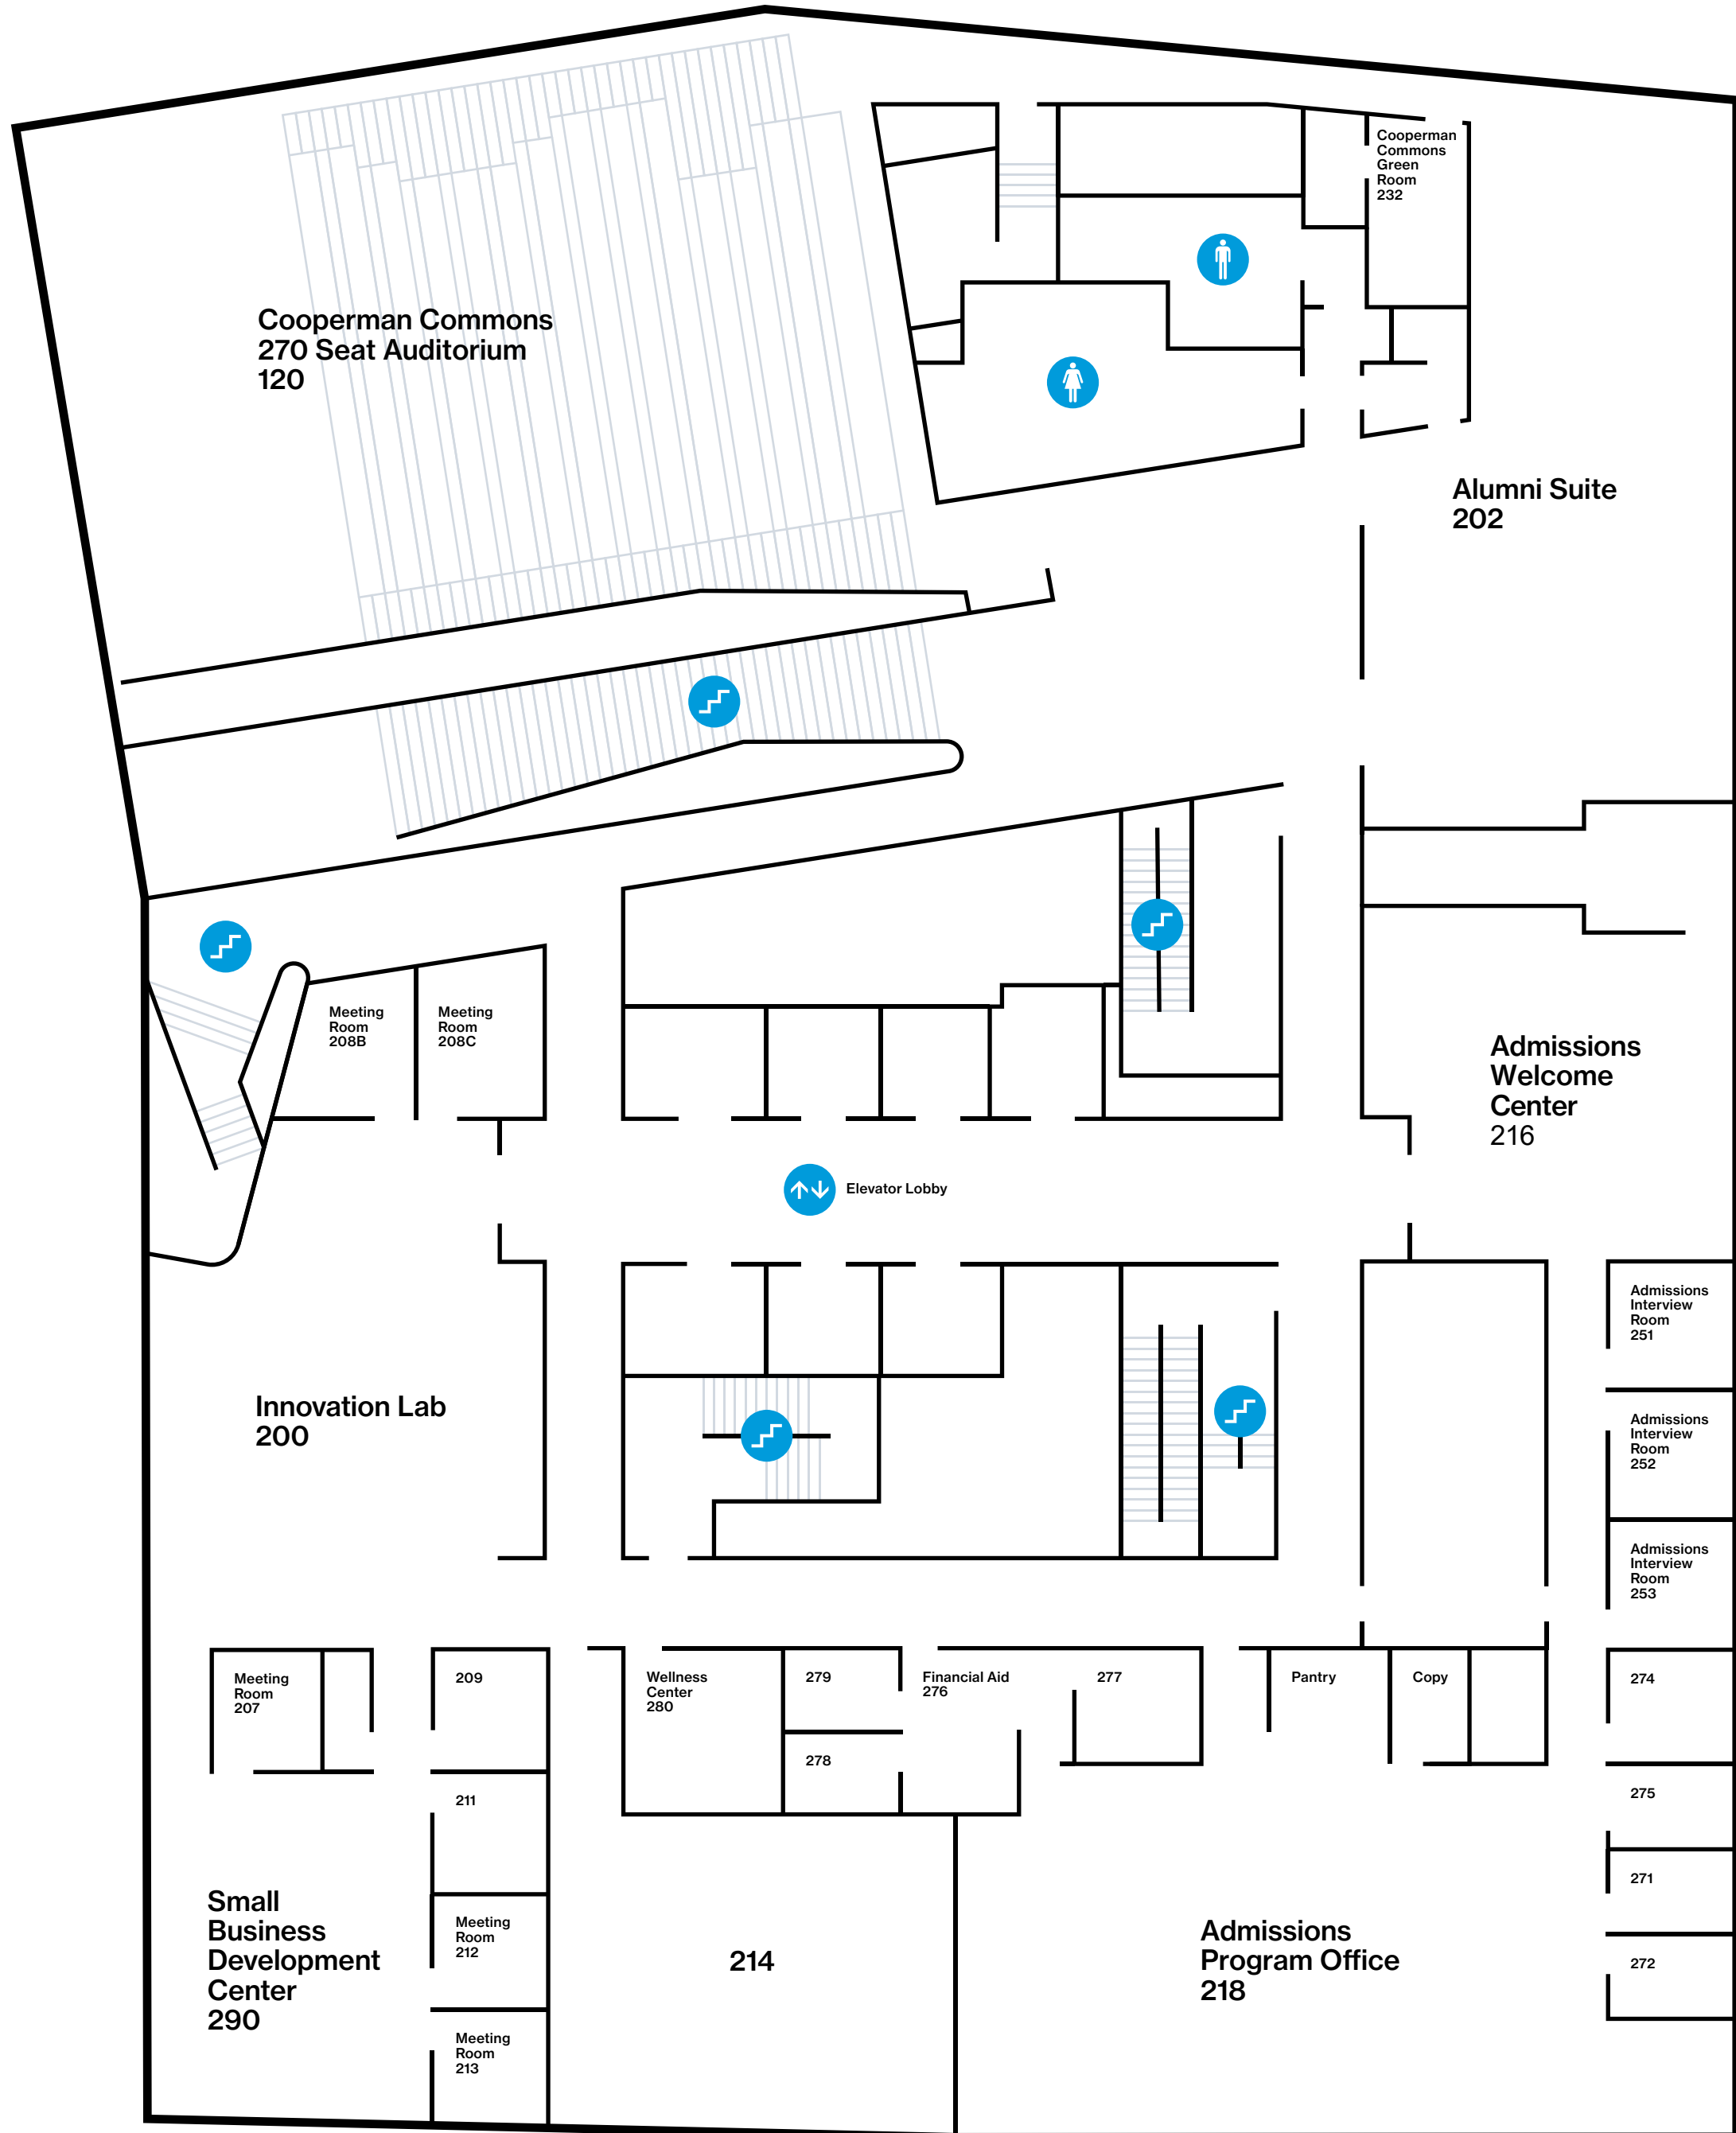 Cooperman
Commons
Green
Room
232
Cooperman Commons
270 Seat Auditorium
120
Alumni Suite
202
Meeting
Room
208B
Meeting
Room
208C
Admissions
Welcome
Center
216
Elevator Lobby
Admissions
Interview
Room
251
Innovation Lab
200
Admissions
Interview
Room
252
Admissions
Interview
Room
253
Meeting
Room
207
209
Wellness
Center
280
279
Financial Aid
276
277
Pantry
Copy
274
278
211
275
271
Small
Business
Development
Center
290
Meeting
Room
212
214
Admissions
Program Office
218
272
Meeting
Room
213